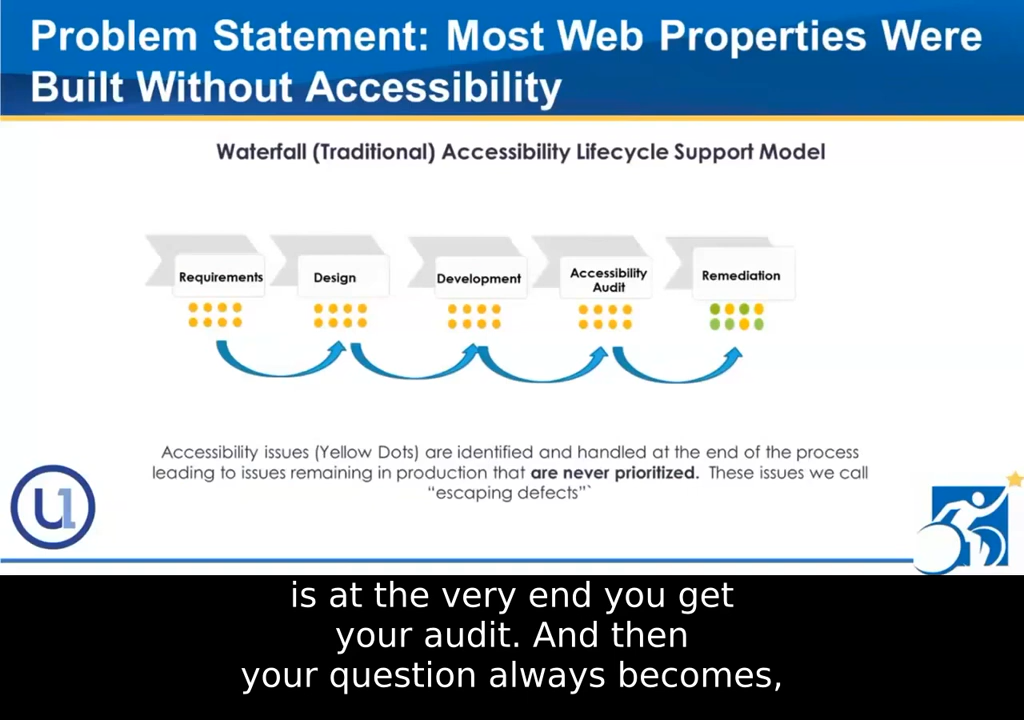 Problem Statement: Most Web Properties Were
Built Without Accessibility
Waterfall (Traditional) Accessibility Lifecycle Support Model
Requirements
Design
Development
Accessibility
Audit
Remediation
Accessibility issues (Yellow Dots) are identified and handled at the end of the process
leading to issues remaining in production that are never prioritized. These issues we call
“escaping defects”`
U1
is at the very end you get
your audit. And then
your question always becomes,